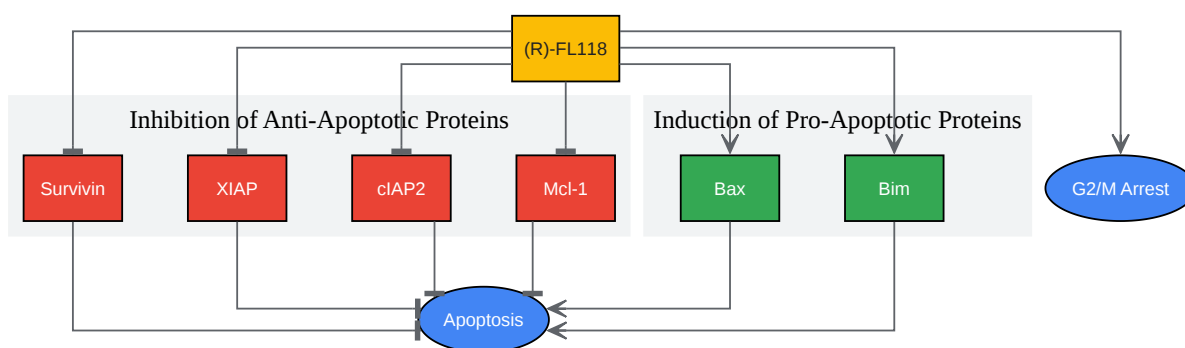 (R)-FL118
Inhibition of Anti-Apoptotic Proteins
Induction of Pro-Apoptotic Proteins
Survivin
XIAP
cIAP2
Mcl-1
Bax
Bim
G2/M Arrest
Apoptosis